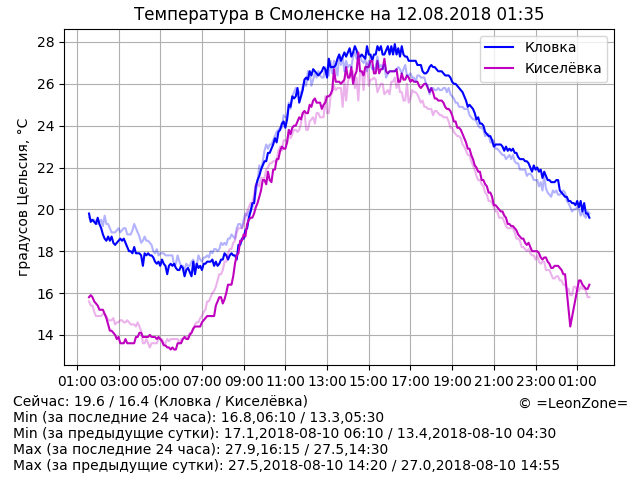 Температура в Смоленске на 12.08.2018 01:35
градусов Цельсия, °C
28
26
24
22
20
18
16
14
Кловка
Киселёвка
01:00 03:00 05:00 07:00 09:00 11:00 13:00 15:00 17:00 19:00 21:00 23:00 01:00
Сейчас: 19.6 / 16.4 (Кловка / Киселёвка)
© =LeonZone=
Min (за последние 24 часа): 16.8,06:10 / 13.3,05:30
Min (за предыдущие сутки): 17.1,2018-08-10 06:10 / 13.4,2018-08-10 04:30
Max (за последние 24 часа): 27.9,16:15 / 27.5,14:30
Max (за предыдущие сутки): 27.5,2018-08-10 14:20 / 27.0,2018-08-10 14:55